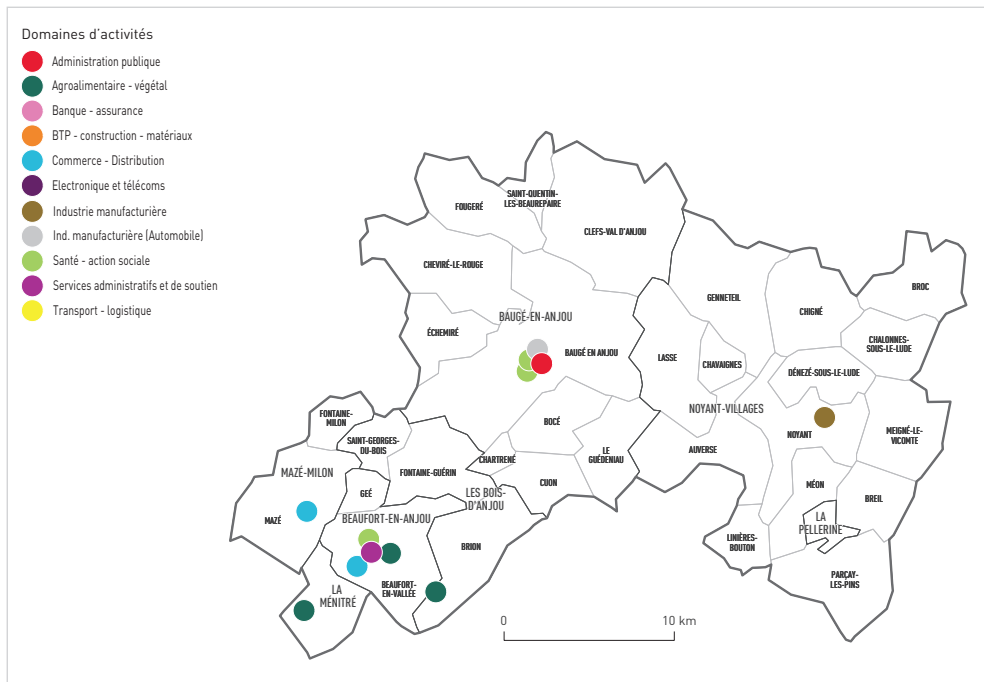 Domaines d'activités
Administration publique
Agroalimentaire - végétal
Banque - assurance
BTP - construction - matériaux
Commerce - Distribution
Electronique et télécoms
Industrie manufacturière
Ind. manufacturière (Automobile)
Santé - action sociale
Services administratifs et de soutien
Transport - logistique
SAINT-QUENTIN-
LES-BEAUREPAIRE
FOUGERÉ
CLEFS-VAL D'ANJOU
CHEVIRÉ-LE-ROUGE
GENNETEIL
BROC
CHIGNÉ
BAUGÉ-EN-ANJOU
ÉCHEMIRÉ
BAUGÉ EN ANJOU
LASSE
CHAVAIGNES
CHALONNES-
SOUS-LE-LUDE
DÉNEZÉ-SOUS-LE-LUDE
NOYANT-VILLAGES
FONTAINE-
MILON
BOCÉ
NOYANT
MEIGNÉ-LE-
VICOMTE
SAINT-GEORGES-
DU-BOIS
AUVERSE
LE
GUÉDENIAU
CHARTRENÉ
MAZÉ-MILON
FONTAINE-GUÉRIN
CUON
MÉON
GEÉ
LES BOIS-
D'ANJOU
BREIL
MAZÉ
BEAUFORT-EN-ANJOU
LA
PELLERINE
LINIÈRES-
BOUTON
BRION
PARÇAY-
LES-PINS
BEAUFORT-
EN-VALLÉE
LA
MÉNITRÉ
0
10 km